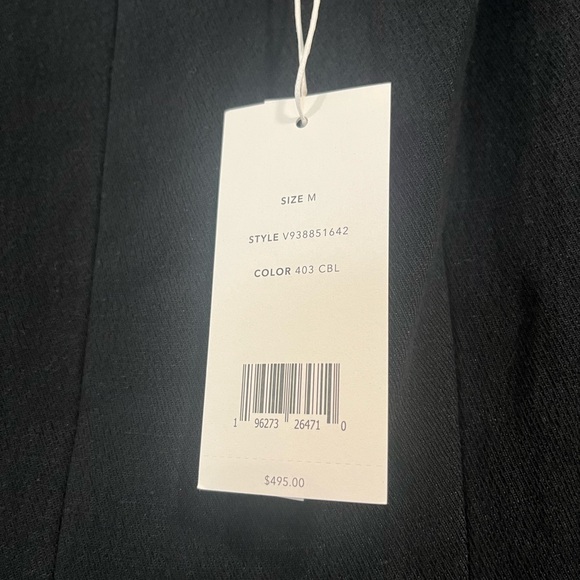 SIZE M
STYLE V938851642
COLOR 403 CBL
1 96273 26471 0
$495.00